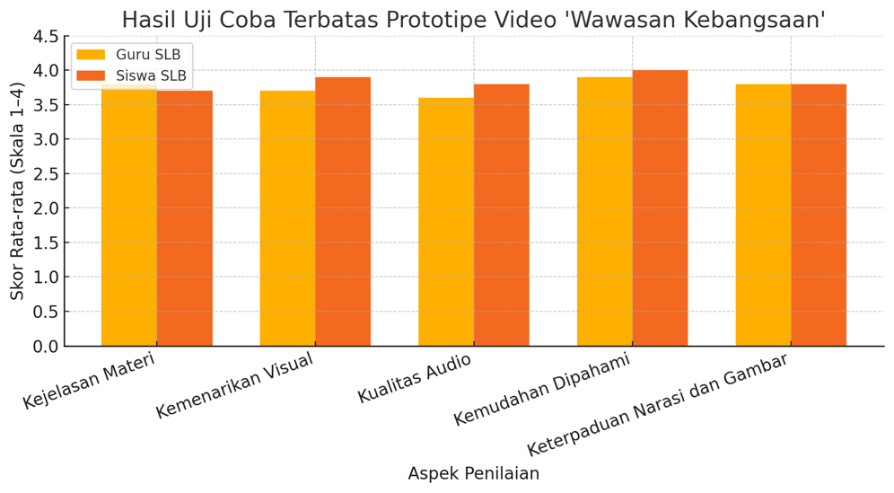 Hasil Uji Coba Terbatas Prototipe Video 'Wawasan Kebangsaan'
Guru SLB
Siswa SLB
Skor Rata-rata (Skala 1–4)
4.5
4.0
3.5
3.0
2.5
2.0
1.5
1.0
0.5
0.0
Kejelasan Materi
Kemenarikan Visual
Kualitas Audio
Kemudahan Dipahami
Keterpaduan Narasi dan Gambar
Aspek Penilaian